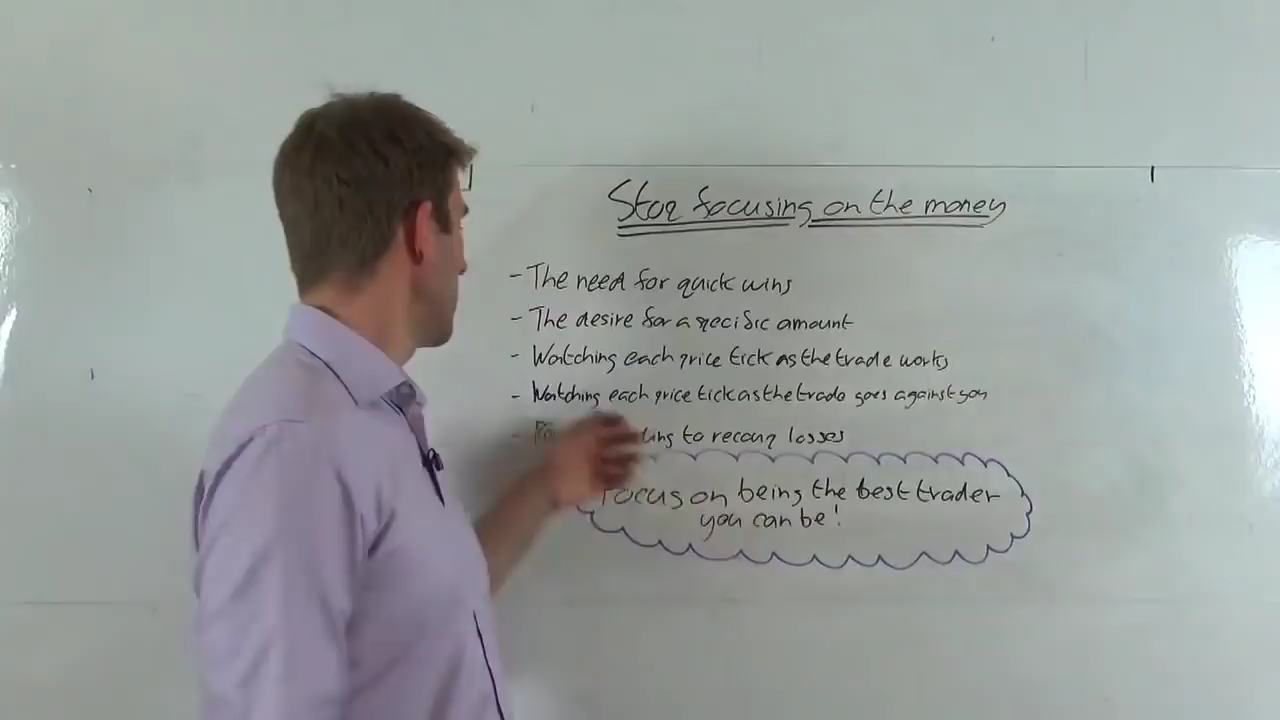 Stop focusing on the money
- The need for quick wins
- The desire for a specific amount
- Watching each price tick as the trade works
- Watching each price tick as the trade goes against you
- to recoup losses
Focus on being the best trader
you can be!